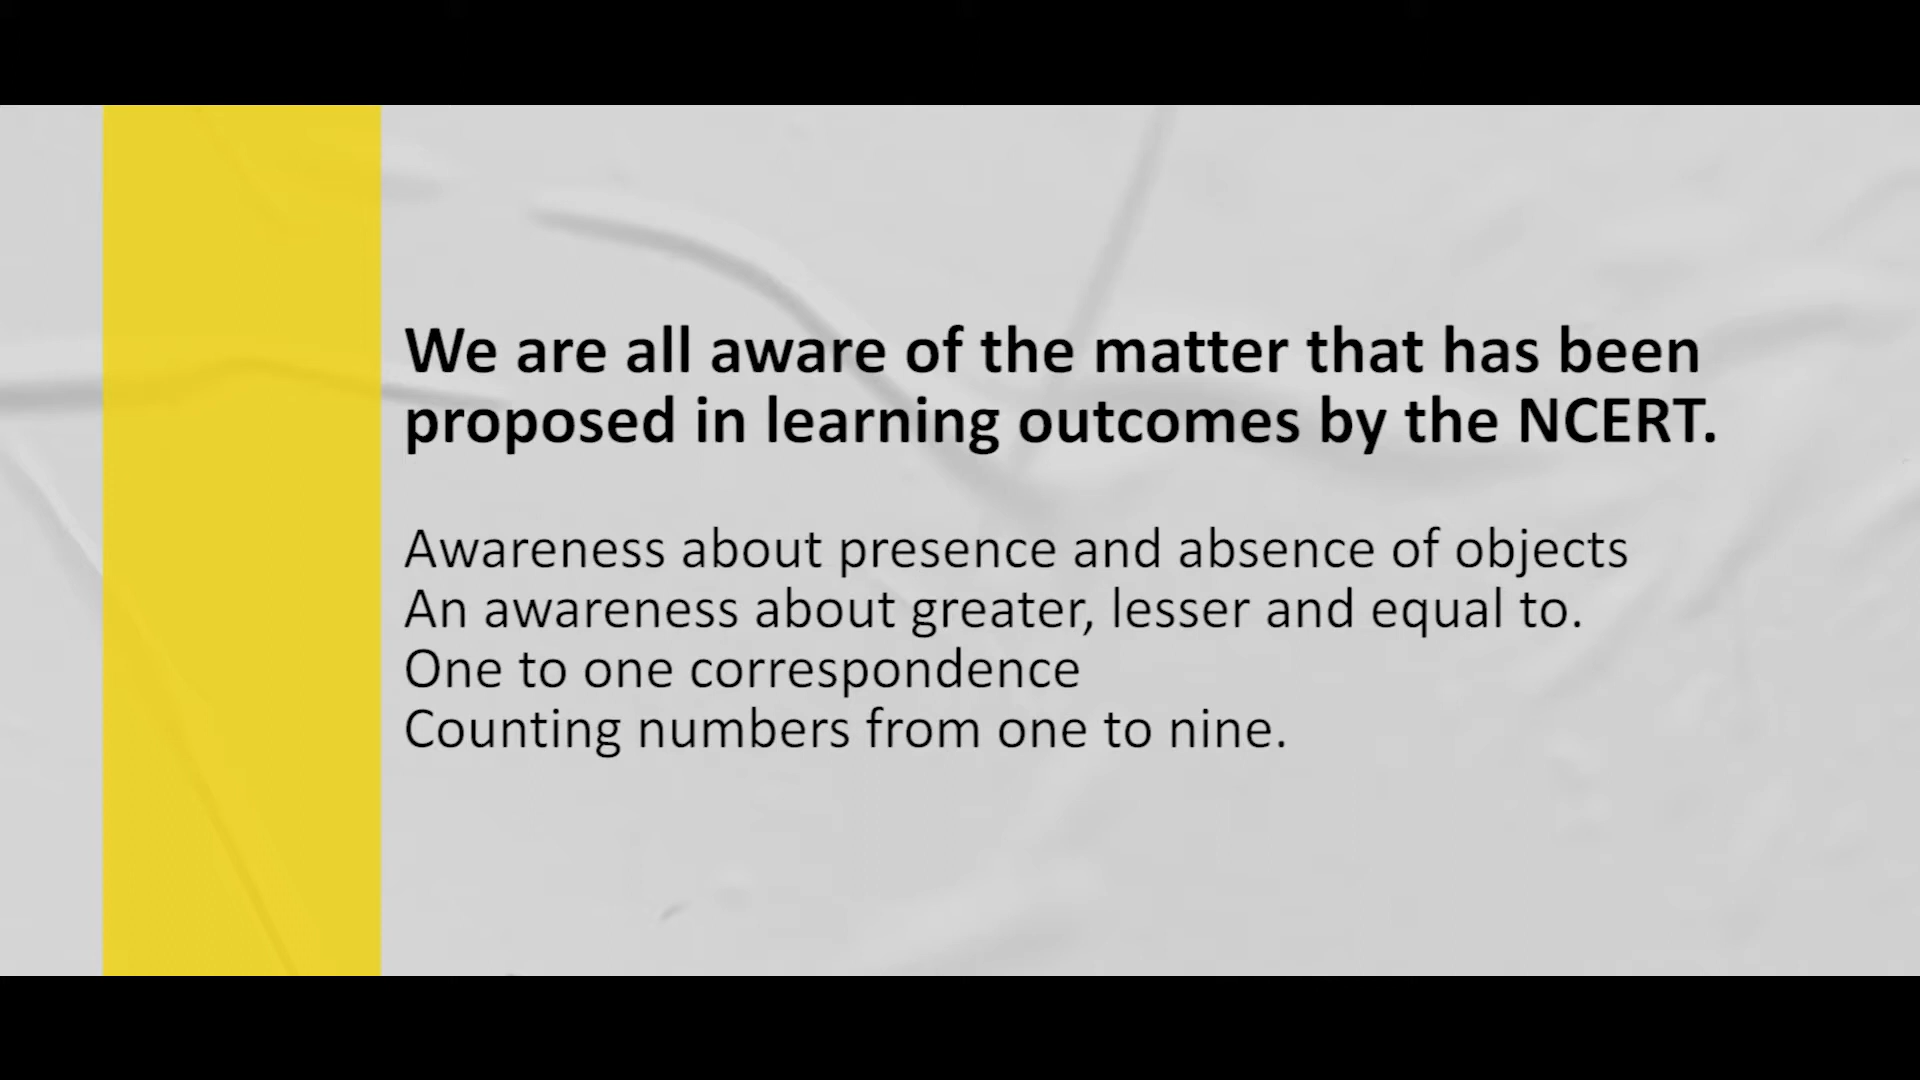 We are all aware of the matter that has been
proposed in learning outcomes by the NCERT.
Awareness about presence and absence of objects
An awareness about greater, lesser and equal to.
One to one correspondence
Counting numbers from one to nine.